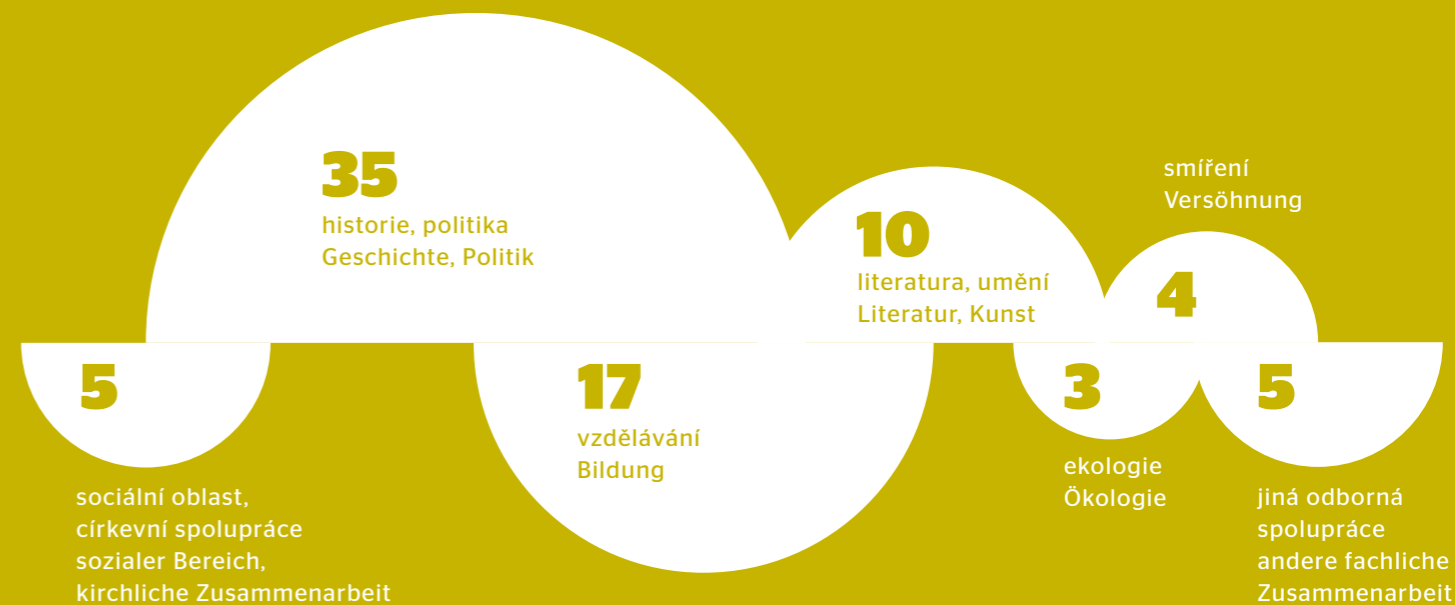 35
historie, politika
Geschichte, Politik
10
literatura, umění
Literatur, Kunst
smíření
Versöhnung
4
5
sociální oblast,
církevní spolupráce
sozialer Bereich,
kirchliche Zusammenarbeit
17
vzdělávání
Bildung
3
ekologie
Ökologie
5
jiná odborná
spolupráce
andere fachliche
Zusammenarbeit